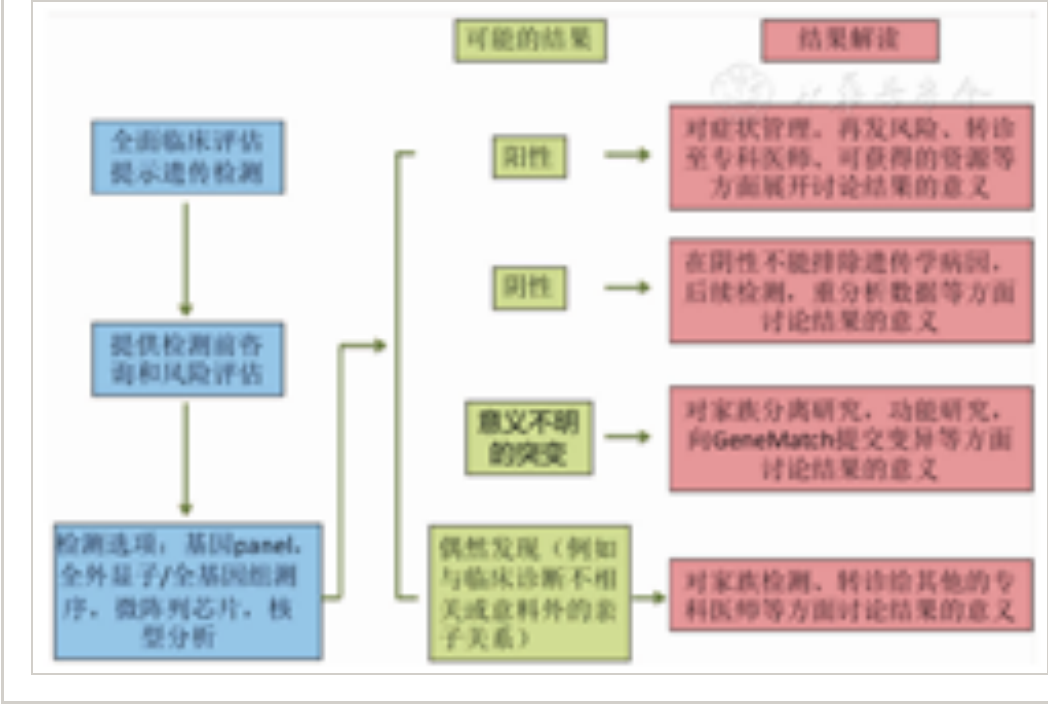 可能的结果
结果解读
全面临床评估
提示遗传检测
提供检测前咨
询和风险评估
检测选项：基因panel，
全外显子/全基因组测
序，微阵列芯片，核
型分析
阳性
对症状管理、再发风险、转诊
至专科医师、可获得的资源等
方面展开讨论结果的意义
阴性
在阴性不能排除遗传学病因，
后续检测，重分析数据等方面
讨论结果的意义
意义不明
的突变
对家族分离研究，功能研究，
向GeneMatch提交变异等方面
讨论结果的意义
偶然发现（例如
与临床诊断不相
关或意料外的亲
子关系）
对家族检测、转诊给其他的专
科医师等方面讨论结果的意义